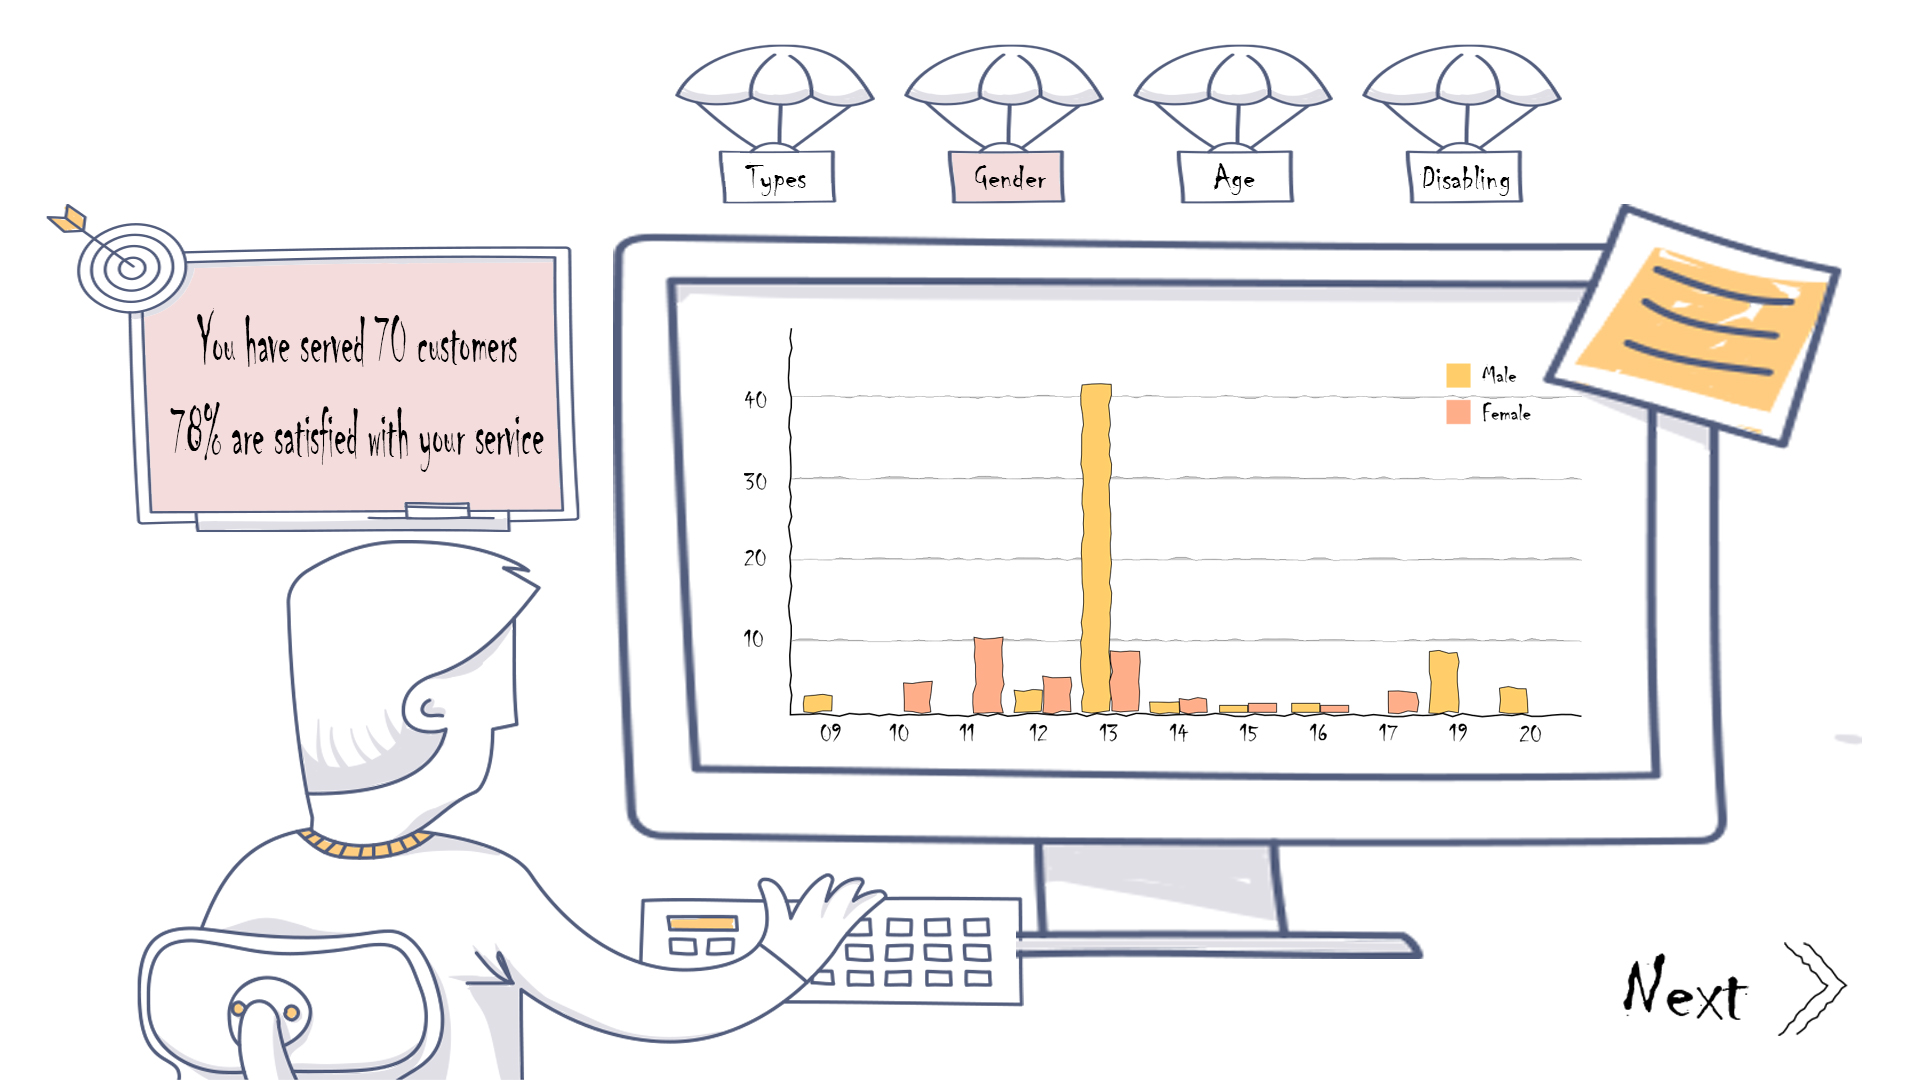 Types
Gender
Age
Disabling
You have served 70 customers
78% are satisfied with your service
Male
Female
40
30
20
10
09 10 11 12 13 14 15 16 17 19 20
Next